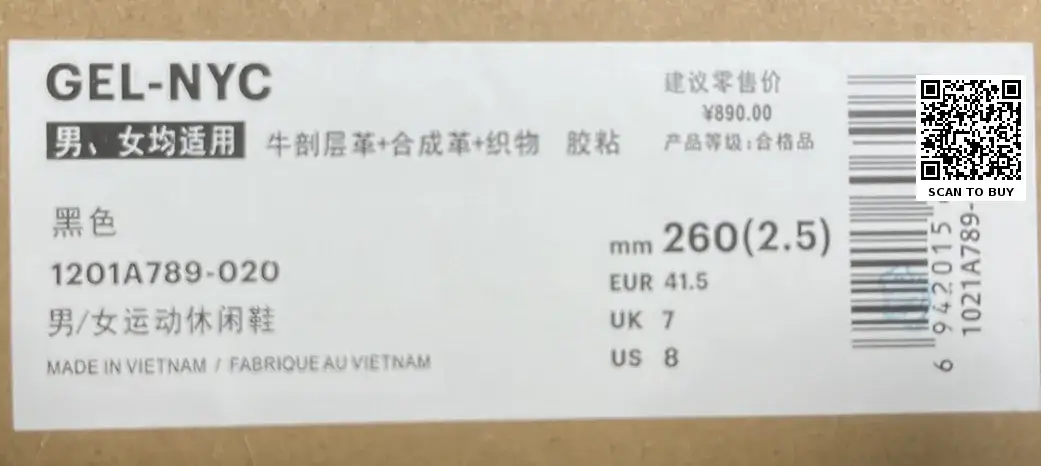 GEL-NYC
男、女均适用 牛剖层革+合成革+织物 胶粘
建议零售价
¥890.00
产品等级:合格品
黑色
1201A789-020
男/女运动休闲鞋
MADE IN VIETNAM / FABRIQUE AU VIETNAM
mm 260(2.5)
EUR 41.5
UK 7
US 8
6 942015
1021A789-
SCAN TO BUY